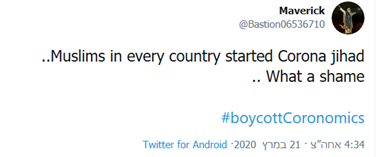 Maverick
@Bastion06536710
..Muslims in every country started Corona jihad
.. What a shame
#boycottCoronomics
4:34 אחה"צ · 21 במרץ 2020· Twitter for Android